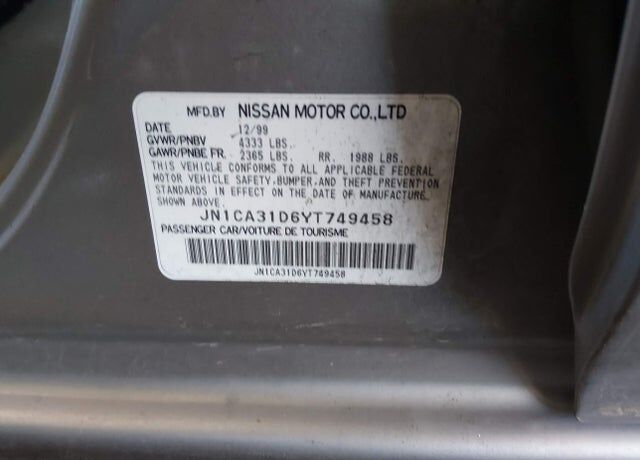 MFD.BY NISSAN MOTOR CO.,LTD
DATE 12/99
GVWR/PNBV 4333 LBS.
GAWR/PNBE FR. 2365 LBS. RR. 1988 LBS.
THIS VEHICLE CONFORMS TO ALL APPLICABLE FEDERAL
MOTOR VEHICLE SAFETY,BUMPER,AND THEFT PREVENTION
STANDARDS IN EFFECT ON THE DATE OF MANUFACTURE
SHOWN ABOVE.
JN1CA31D6YT749458
PASSENGER CAR/VOITURE DE TOURISME
JN1CA31D6YT749458